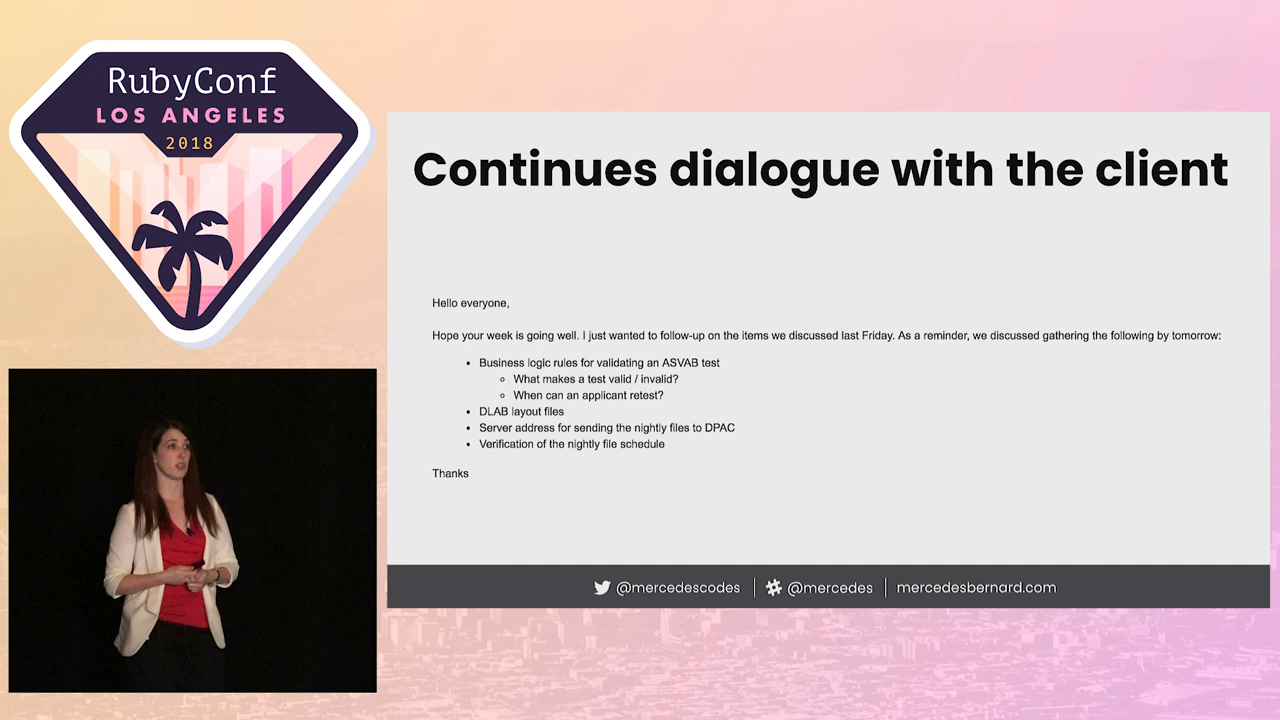 RubyConf
LOS ANGELES
2018
Continues dialogue with the client
Hello everyone,
Hope your week is going well. I just wanted to follow-up on the items we discussed last Friday. As a reminder, we discussed gathering the following by tomorrow:
• Business logic rules for validating an ASVAB test
◦ What makes a test valid / invalid?
◦ When can an applicant retest?
• DLAB layout files
• Server address for sending the nightly files to DPAC
• Verification of the nightly file schedule
Thanks
@mercedescodes | @mercedes | mercedesbernard.com